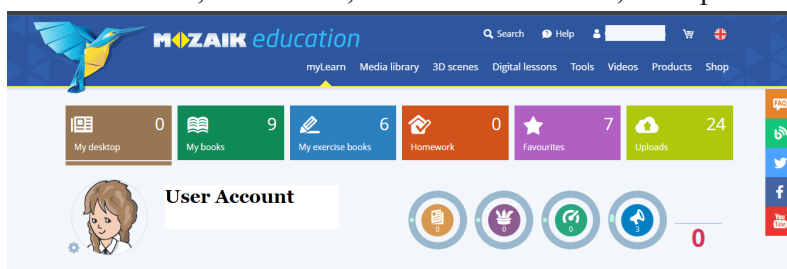 MOZAIK education
Search Help
myLearn Media library 3D scenes Digital lessons Tools Videos Products Shop
0 9 6 0 7 24
My desktop My books My exercise books Homework Favourites Uploads
FAQ
User Account
0 0 0 3
0
You
Tube